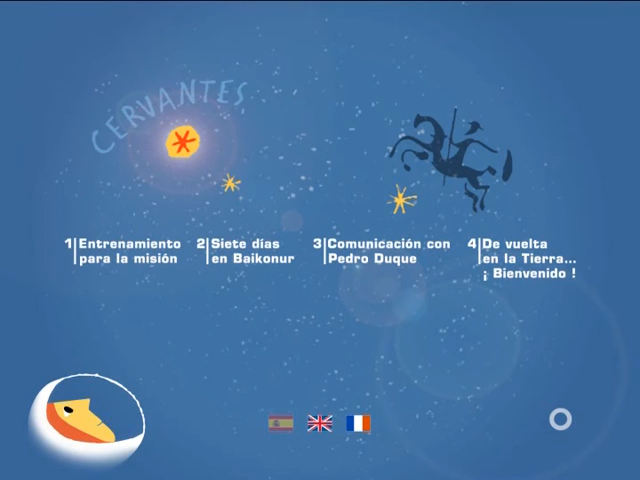 CERVANTES
1 Entrenamiento
para la misión
2 Siete días
en Baikonur
3 Comunicación con
Pedro Duque
4 De vuelta
en la Tierra...
¡ Bienvenido !